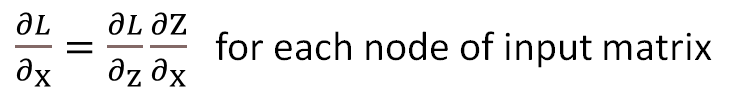 ∂L/∂x = ∂L/∂z ∂Z/∂x for each node of input matrix